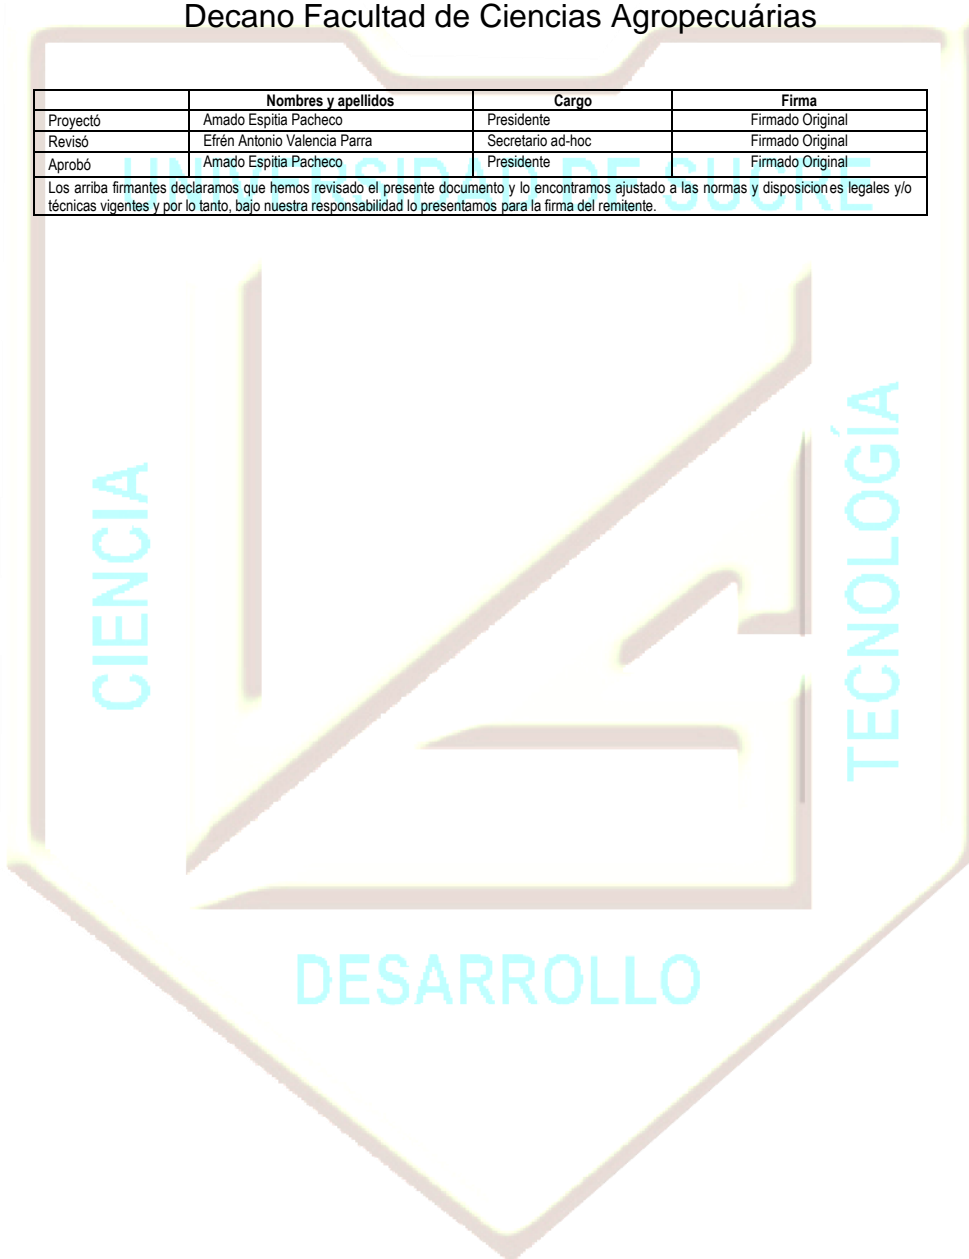 Decano Facultad de Ciencias Agropecuárias
Nombres y apellidos Cargo Firma
Proyectó Amado Espitia Pacheco Presidente Firmado Original
Revisó Efrén Antonio Valencia Parra Secretario ad-hoc Firmado Original
Aprobó Amado Espitia Pacheco Presidente Firmado Original
Los arriba firmantes declaramos que hemos revisado el presente documento y lo encontramos ajustado a las normas y disposiciones legales y/o
técnicas vigentes y por lo tanto, bajo nuestra responsabilidad lo presentamos para la firma del remitente.
UNIVERSIDAD DE SUCRE
CIENCIA
TECNOLOGÍA
DESARROLLO